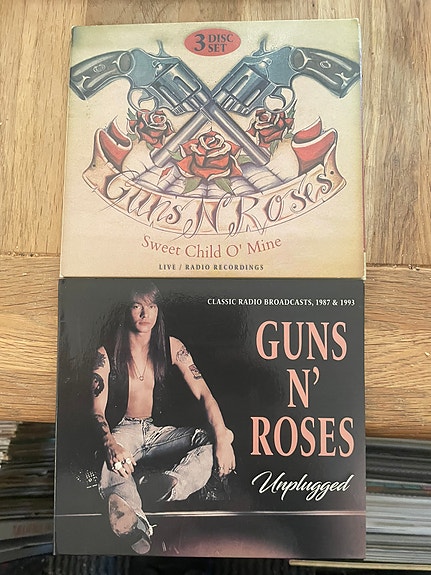 3 DISC
SET
Guns N' Roses
Sweet Child O' Mine
LIVE / RADIO RECORDINGS
CLASSIC RADIO BROADCASTS, 1987 & 1993
GUNS
N'
ROSES
Unplugged